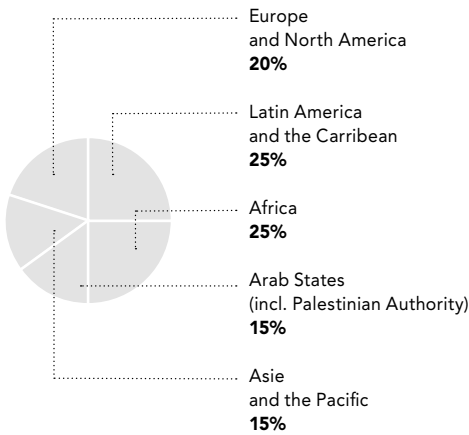 Europe
and North America
20%
Latin America
and the Carribean
25%
Africa
25%
Arab States
(incl. Palestinian Authority)
15%
Asie
and the Pacific
15%